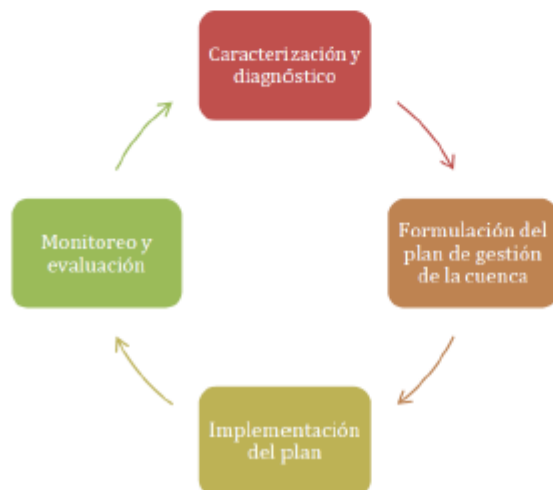 Caracterización y
diagnóstico
Formulación del
plan de gestión
de la cuenca
Implementación
del plan
Monitoreo y
evaluación